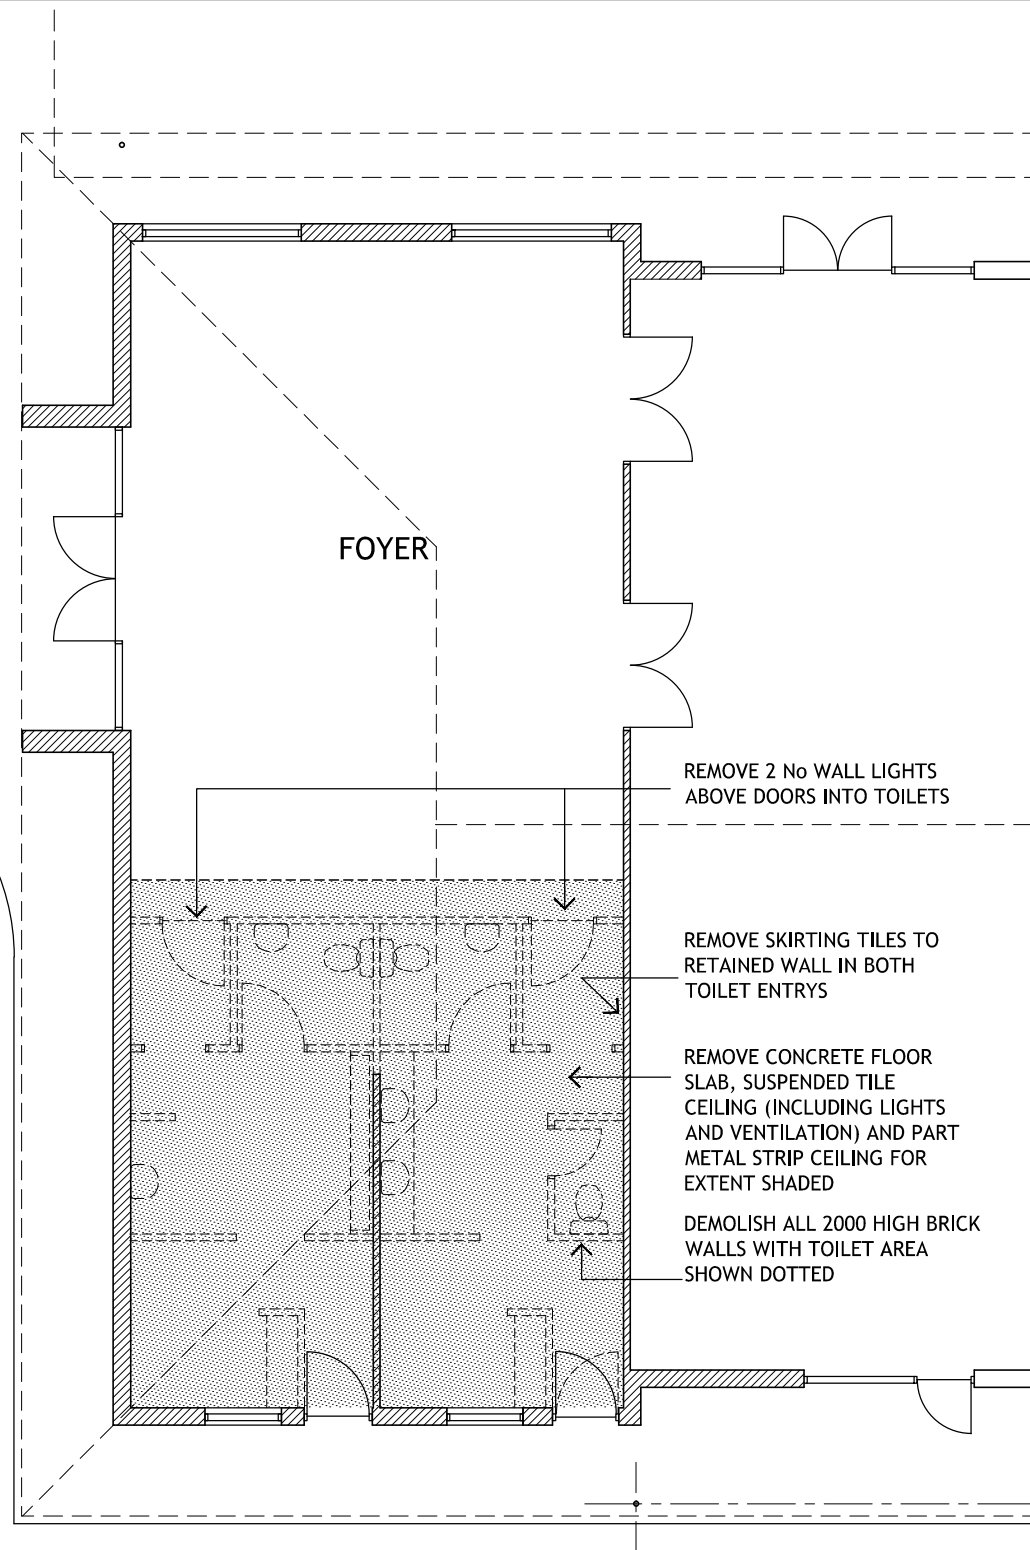 FOYER
REMOVE 2 No WALL LIGHTS
ABOVE DOORS INTO TOILETS
REMOVE SKIRTING TILES TO
RETAINED WALL IN BOTH
TOILET ENTRYS
REMOVE CONCRETE FLOOR
SLAB, SUSPENDED TILE
CEILING (INCLUDING LIGHTS
AND VENTILATION) AND PART
METAL STRIP CEILING FOR
EXTENT SHADED
DEMOLISH ALL 2000 HIGH BRICK
WALLS WITH TOILET AREA
SHOWN DOTTED